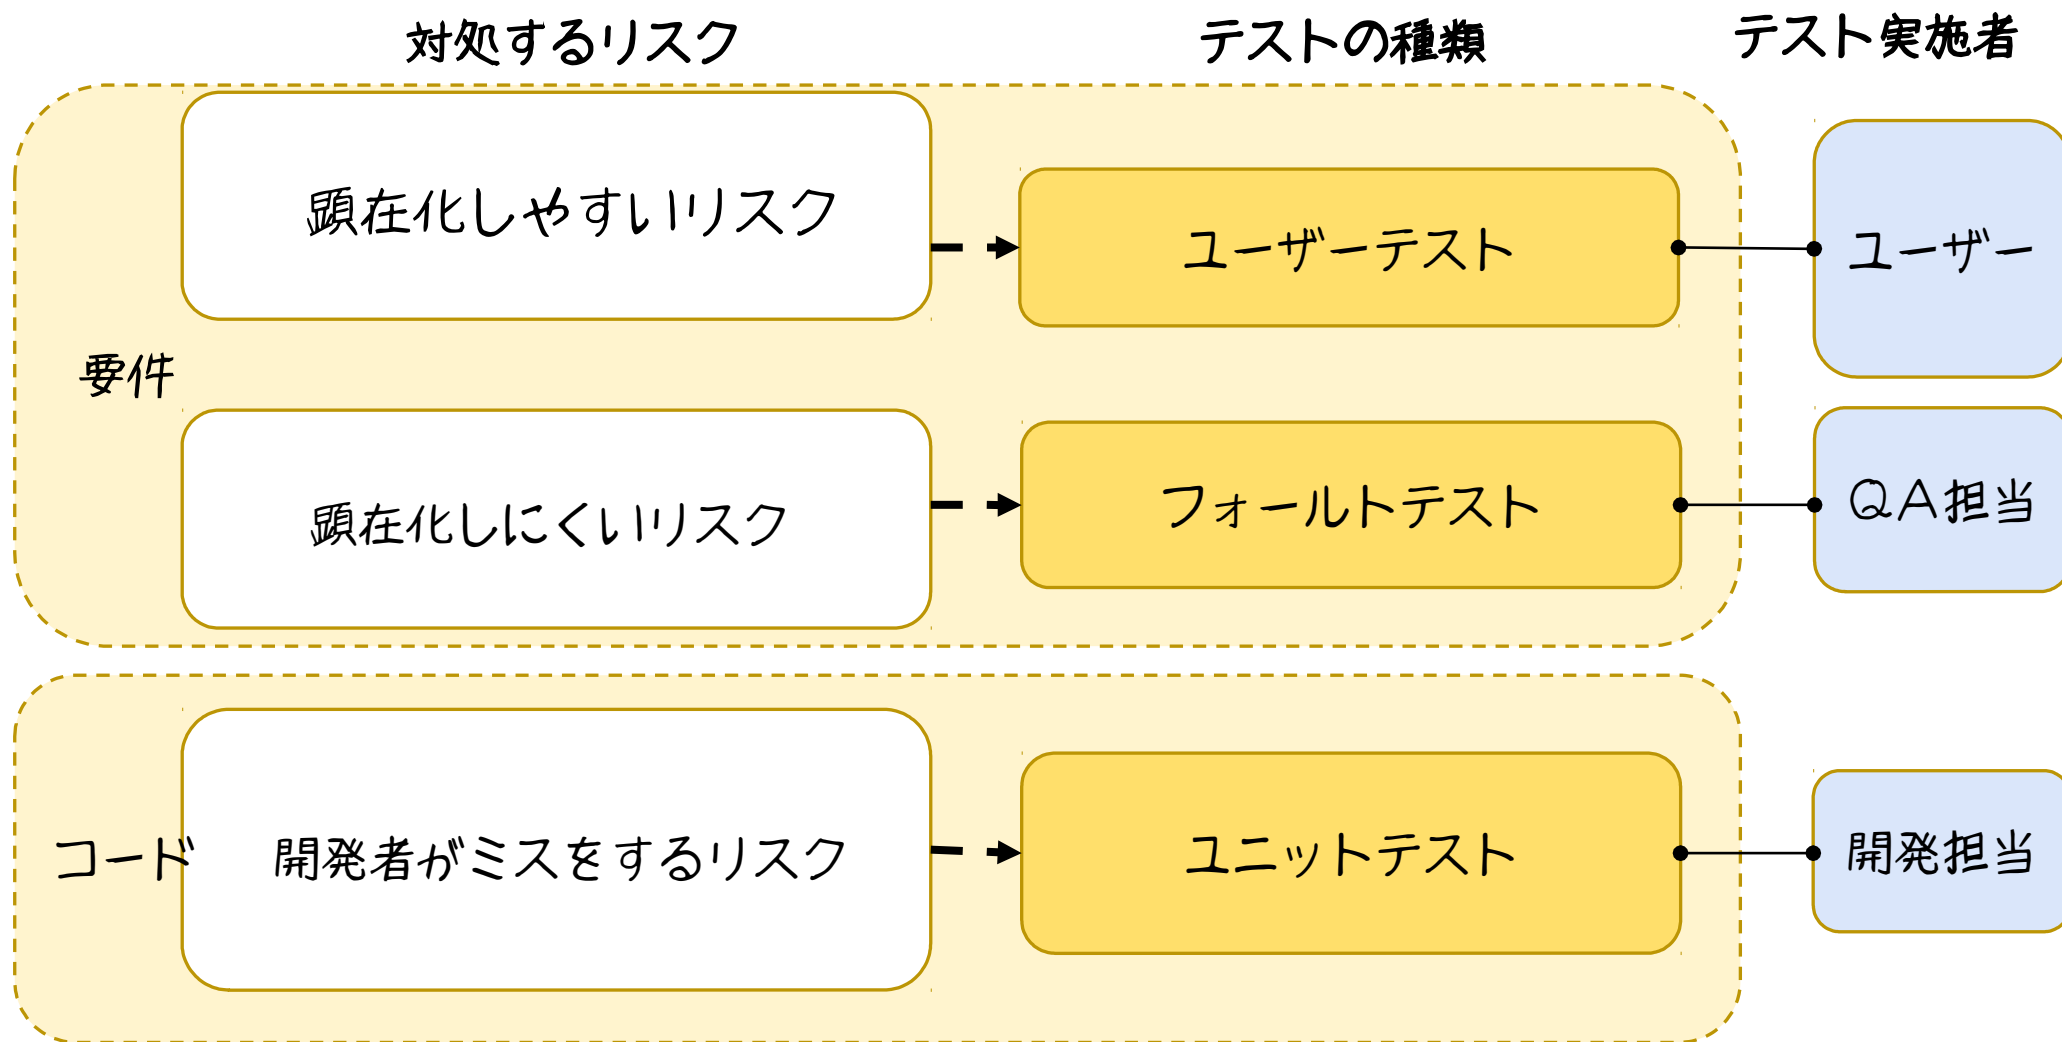 対処するリスク
テストの種類
テスト実施者
要件
顕在化しやすいリスク
ユーザーテスト
ユーザー
顕在化しにくいリスク
フォールトテスト
QA担当
コード
開発者がミスをするリスク
ユニットテスト
開発担当